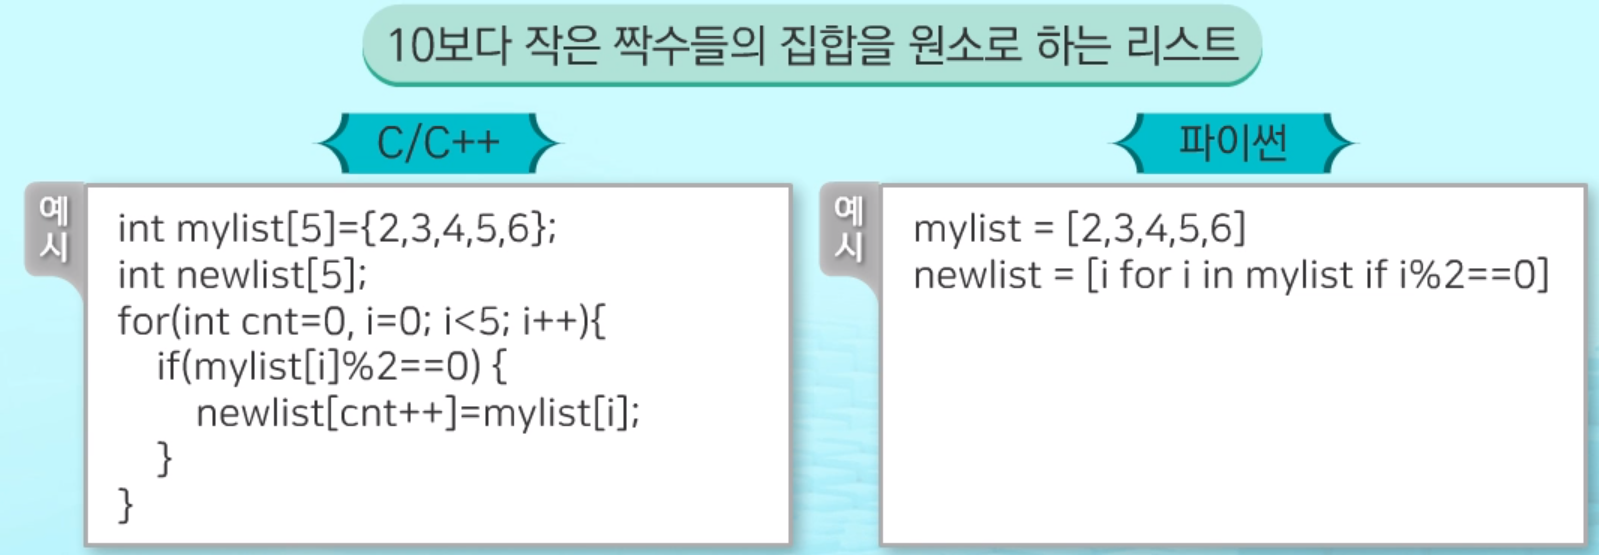 10보다 작은 짝수들의 집합을 원소로 하는 리스트
C/C++
예시
int mylist[5]={2,3,4,5,6};
int newlist[5];
for(int cnt=0, i=0; i<5; i++){
if(mylist[i]%2==0) {
newlist[cnt++]=mylist[i];
}
}
파이썬
예시
mylist = [2,3,4,5,6]
newlist = [i for i in mylist if i%2==0]